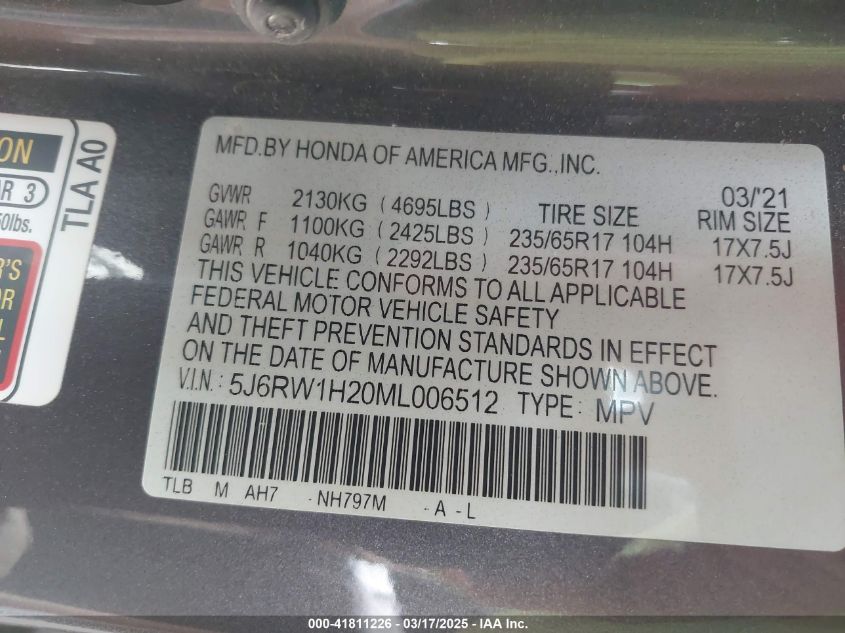 MFD.BY HONDA OF AMERICA MFG.,INC.
03/'21
GVWR 2130KG (4695LBS) TIRE SIZE RIM SIZE
GAWR F 1100KG (2425LBS) 235/65R17 104H 17X7.5J
GAWR R 1040KG (2292LBS) 235/65R17 104H 17X7.5J
THIS VEHICLE CONFORMS TO ALL APPLICABLE
FEDERAL MOTOR VEHICLE SAFETY
AND THEFT PREVENTION STANDARDS IN EFFECT
ON THE DATE OF MANUFACTURE SHOWN ABOVE.
V.I.N.: 5J6RW1H20ML006512 TYPE: MPV
TLB M AH7 -NH797M -A -L
TLA A0
R 3
lbs.
000-41811226 - 03/17/2025 - IAA Inc.